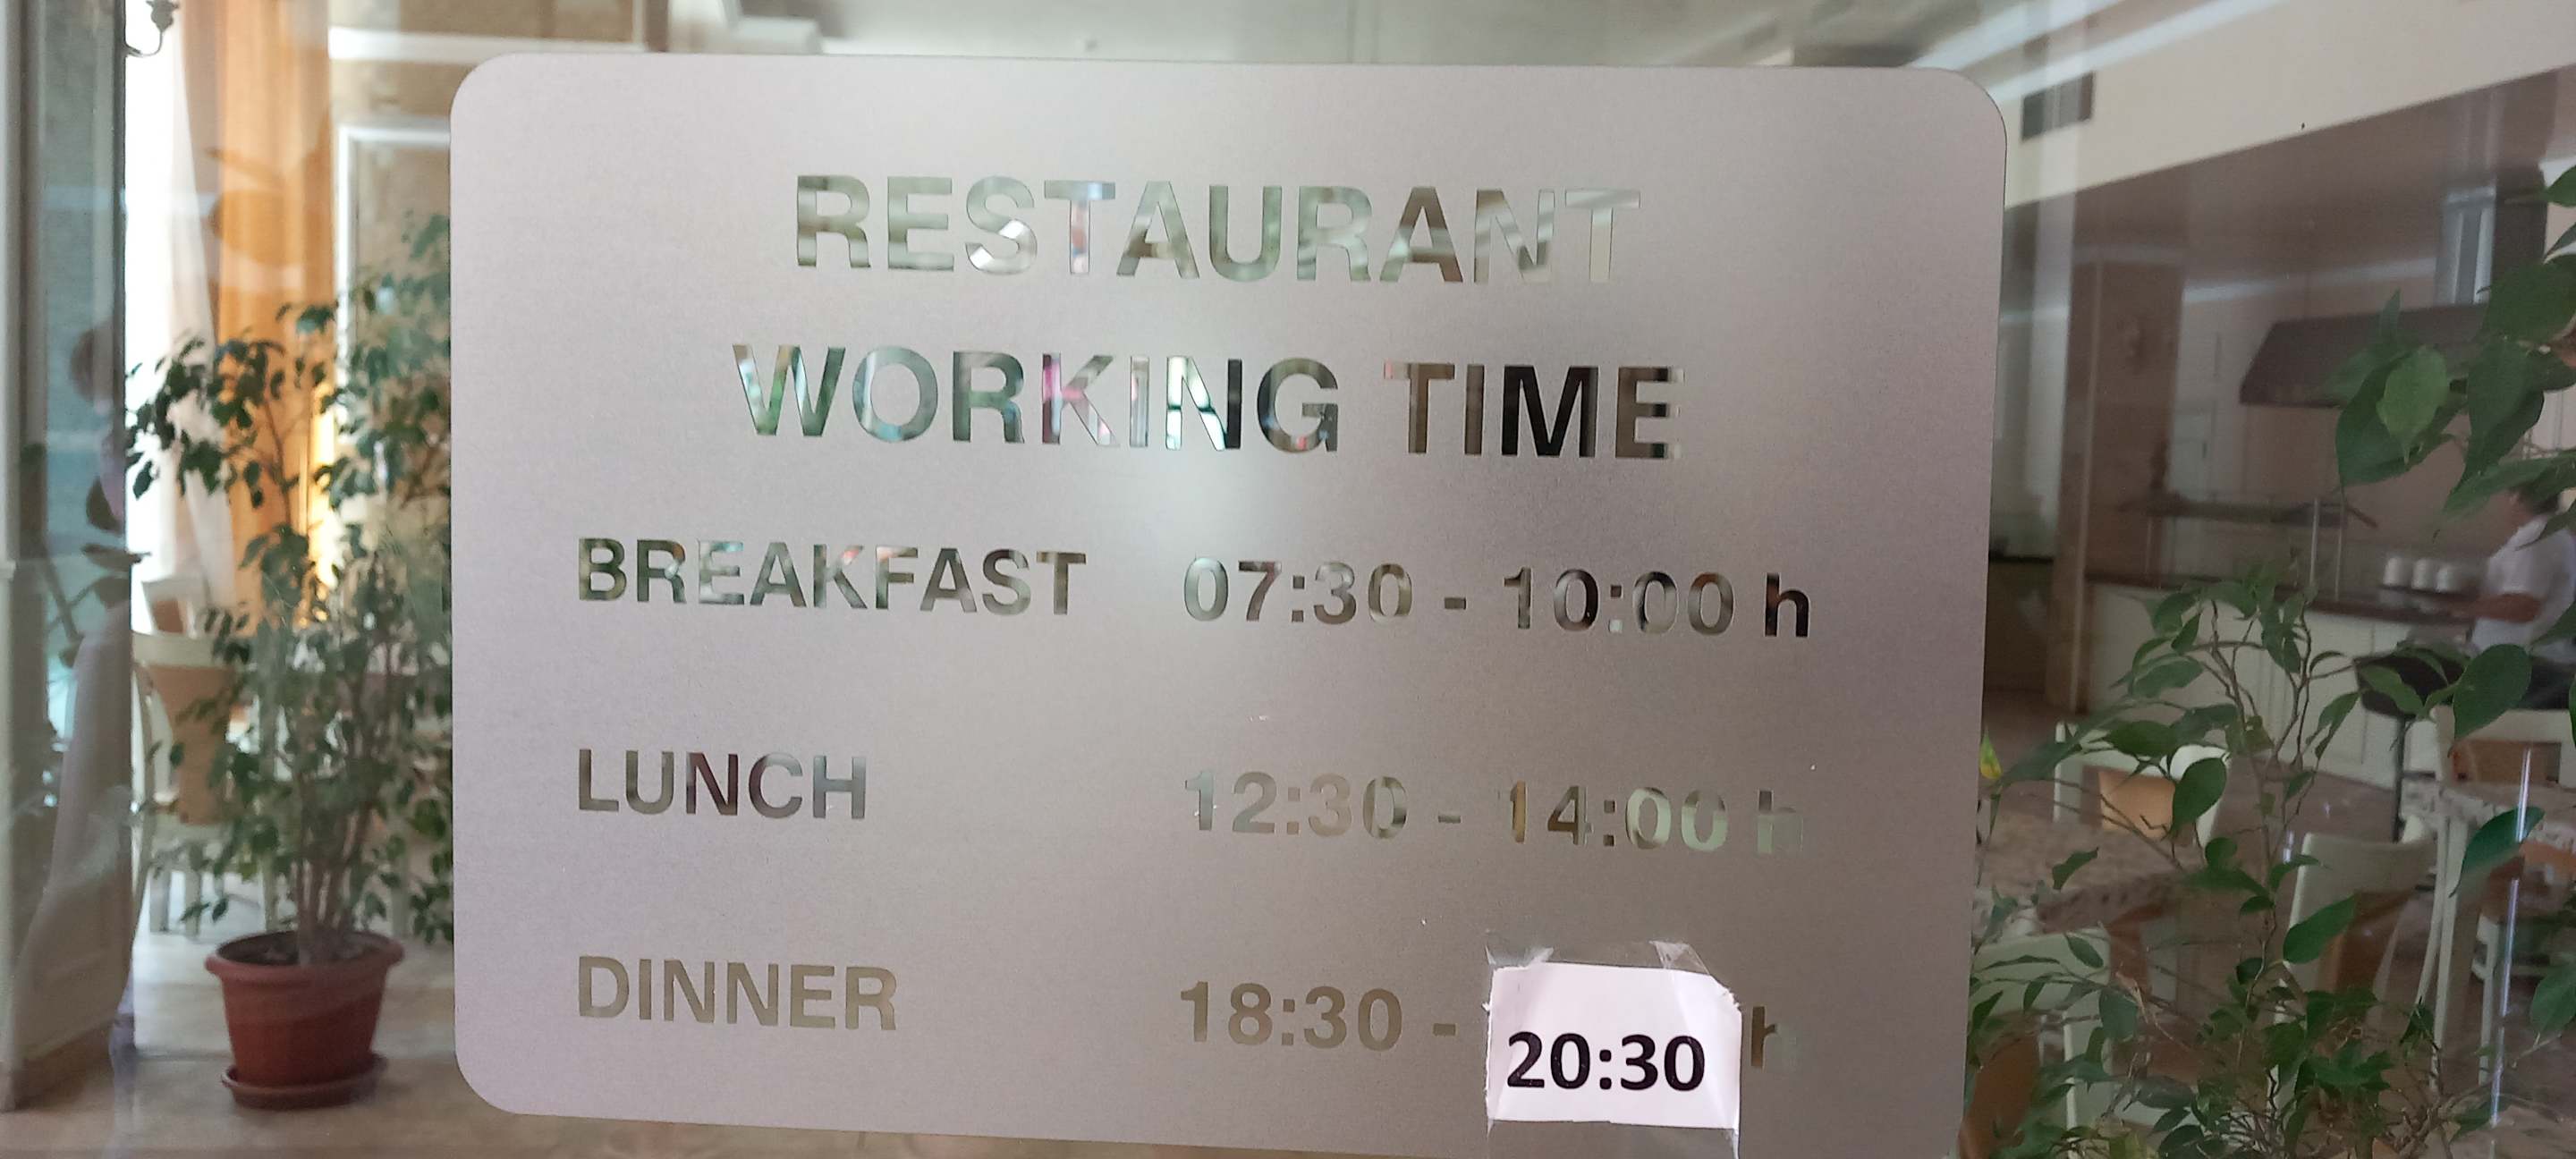 RESTAURANT
WORKING TIME
BREAKFAST 07:30 - 10:00 h
LUNCH 12:30 - 14:00 h
DINNER 18:30 - 20:30 h